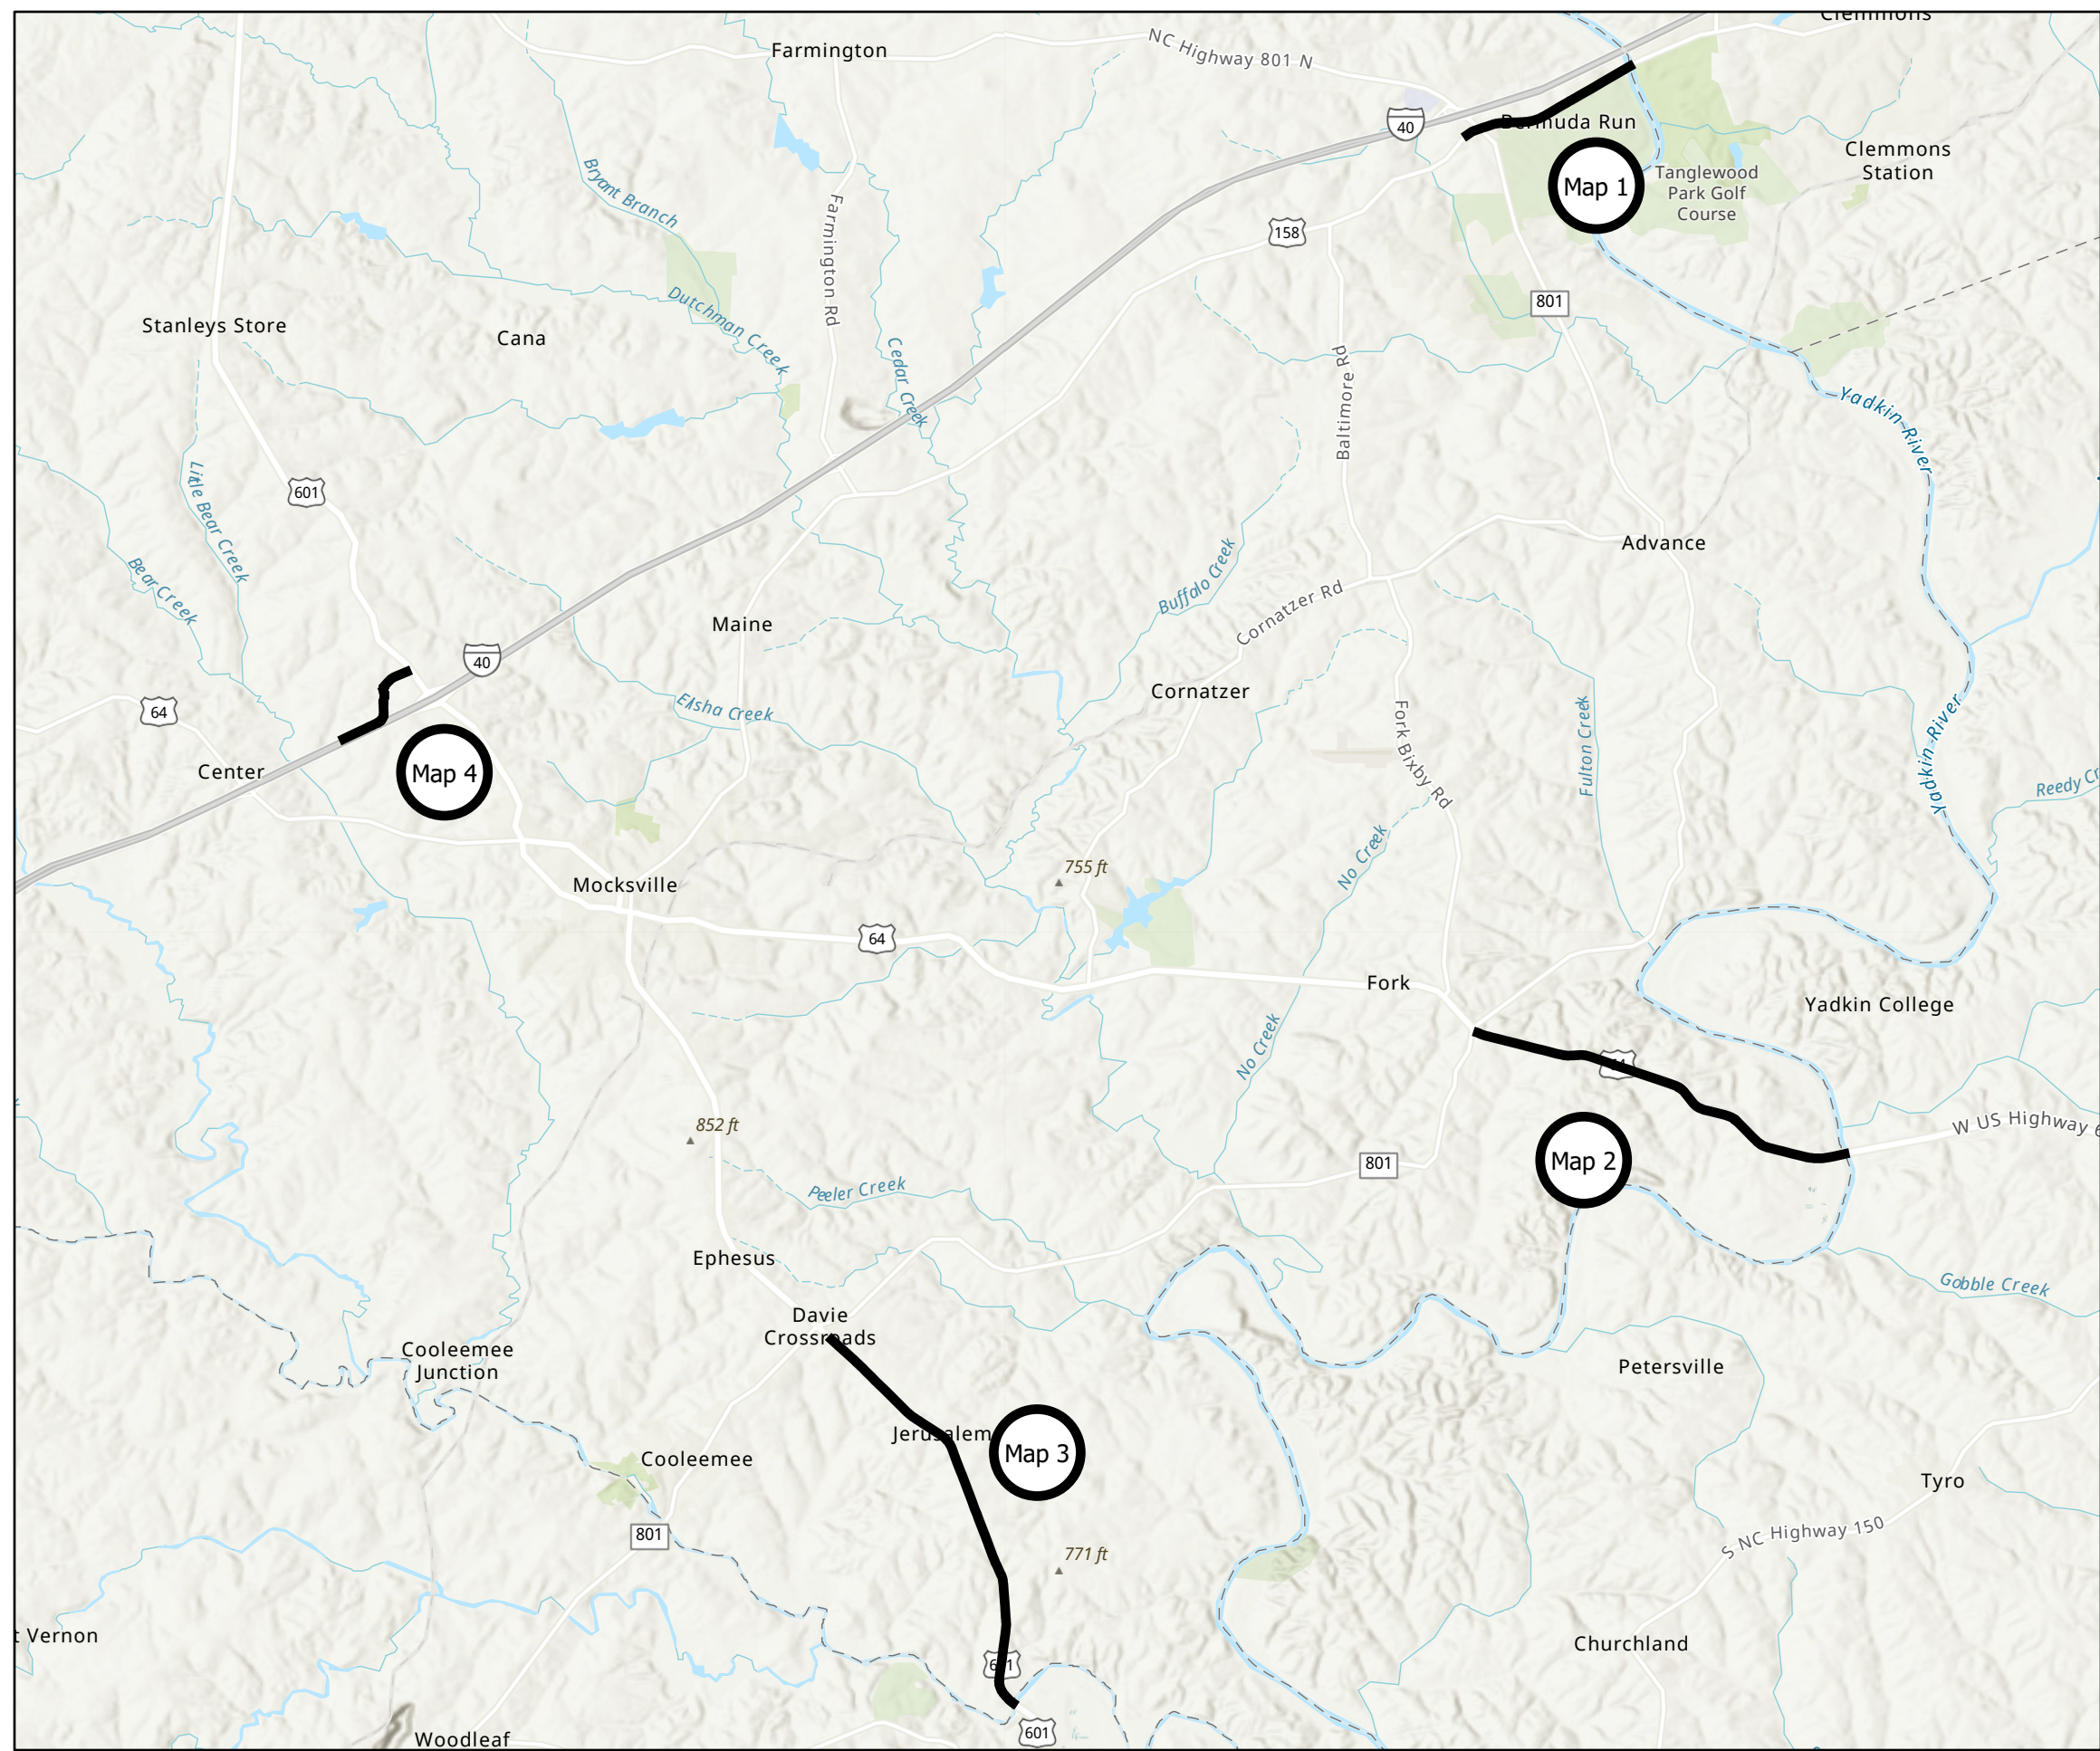 Clemmons
Farmington
NC Highway 801 N
40
Bermuda Run
Clemmons
Station
Map 1
Tanglewood
Park Golf
Course
Bryant Branch
Farmington Rd
158
801
Dutchman Creek
Stanleys Store
Cana
Cedar Creek
Baltimore Rd
Yadkin River
601
Little Bear Creek
Bear Creek
Advance
Buffalo Creek
Cornatzer Rd
Maine
40
64
Elisha Creek
Cornatzer
Fork Bixby Rd
Fulton Creek
Yadkin River
Center
Map 4
Reedy Cr
No Creek
755 ft
Mocksville
64
Fork
Yadkin College
No Creek
W US Highway 6
852 ft
Map 2
801
Peeler Creek
Ephesus
Gobble Creek
Davie
Crossroads
Cooleemee
Junction
Petersville
Jerusalem
Map 3
Cooleemee
Tyro
801
S NC Highway 150
771 ft
t Vernon
Churchland
601
601
Woodleaf